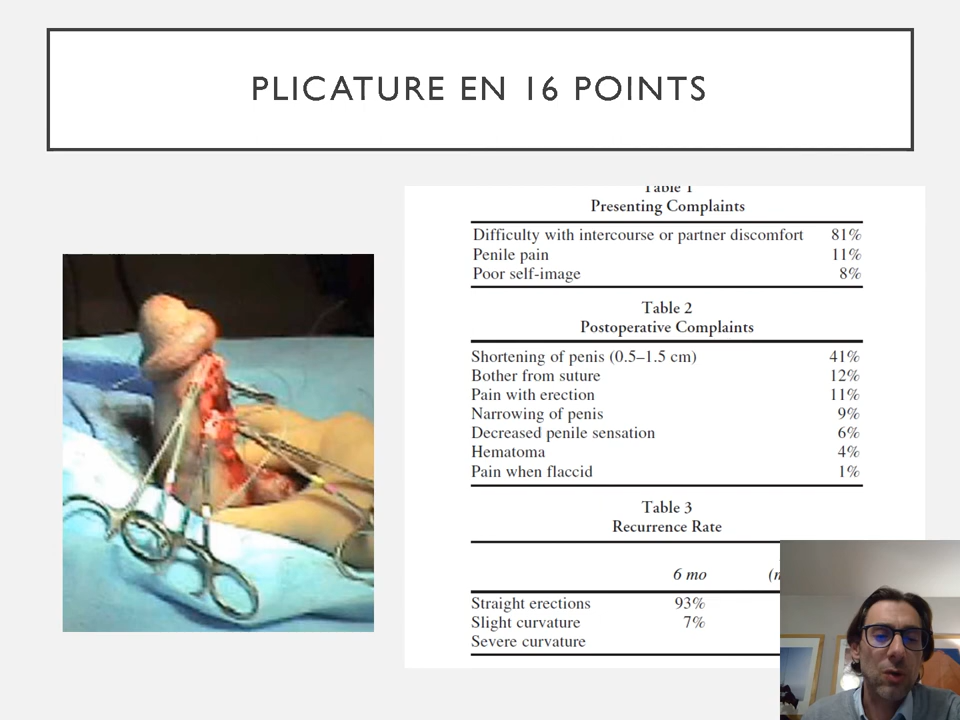 PLICATURE EN 16 POINTS
Table 1
Presenting Complaints
Difficulty with intercourse or partner discomfort 81%
Penile pain 11%
Poor self-image 8%
Table 2
Postoperative Complaints
Shortening of penis (0.5–1.5 cm) 41%
Bother from suture 12%
Pain with erection 11%
Narrowing of penis 9%
Decreased penile sensation 6%
Hematoma 4%
Pain when flaccid 1%
Table 3
Recurrence Rate
6 mo
Straight erections 93%
Slight curvature 7%
Severe curvature